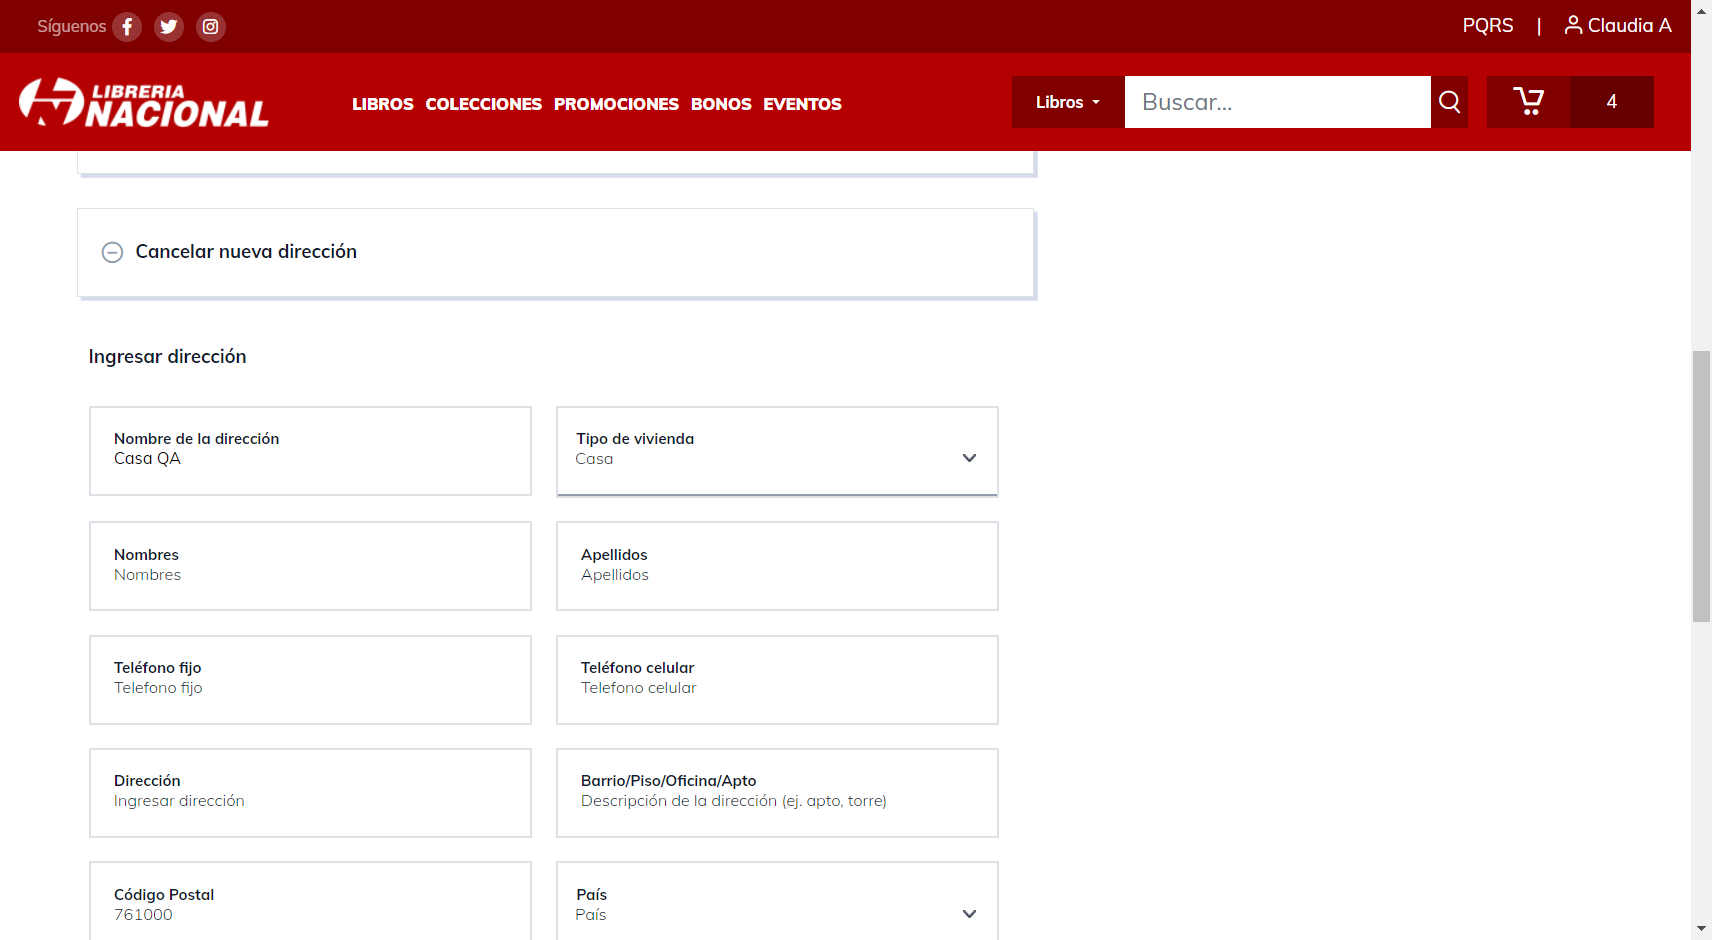 Síguenos
PQRS | Claudia A
LIBRERIA
NACIONAL
LIBROS COLECCIONES PROMOCIONES BONOS EVENTOS
Libros
Buscar...
4
Cancelar nueva dirección
Ingresar dirección
Nombre de la dirección
Casa QA
Tipo de vivienda
Casa
Nombres
Nombres
Apellidos
Apellidos
Teléfono fijo
Telefono fijo
Teléfono celular
Telefono celular
Dirección
Ingresar dirección
Barrio/Piso/Oficina/Apto
Descripción de la dirección (ej. apto, torre)
Código Postal
761000
País
País